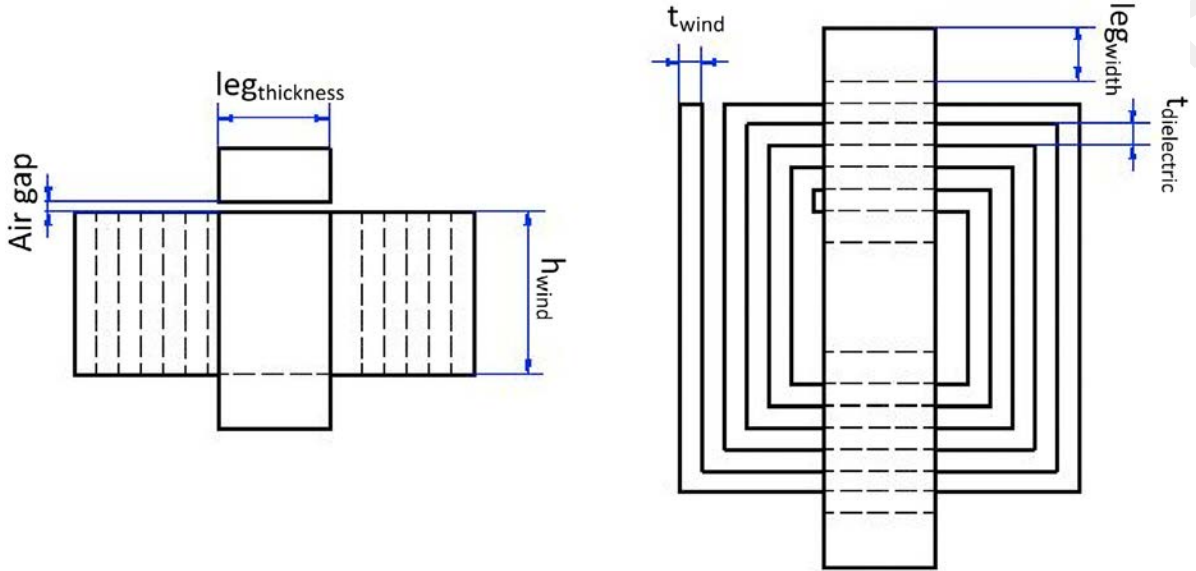 leg_thickness
Air gap
h_wind
t_wind
leg_width
t_dielectric